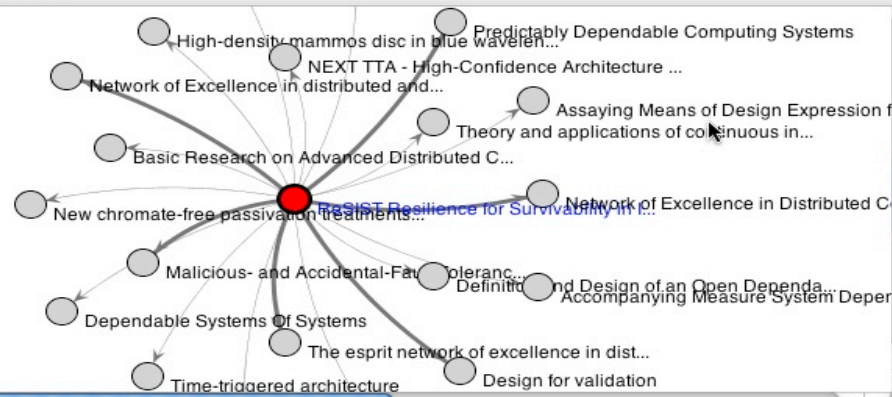 Predictably Dependable Computing Systems
High-density mammos disc in blue wavelen...
NEXT TTA - High-Confidence Architecture ...
Network of Excellence in distributed and...
Assaying Means of Design Expression f
Theory and applications of continuous in...
Basic Research on Advanced Distributed C...
Network of Excellence in Distributed C
ReSIST Resilience for Survivability in I...
New chromate-free passivation treatments...
Malicious- and Accidental-Fault Toleranc...
Definition and Design of an Open Dependa...
Accompanying Measure System Depen
Dependable Systems Of Systems
The esprit network of excellence in dist...
Design for validation
Time-triggered architecture